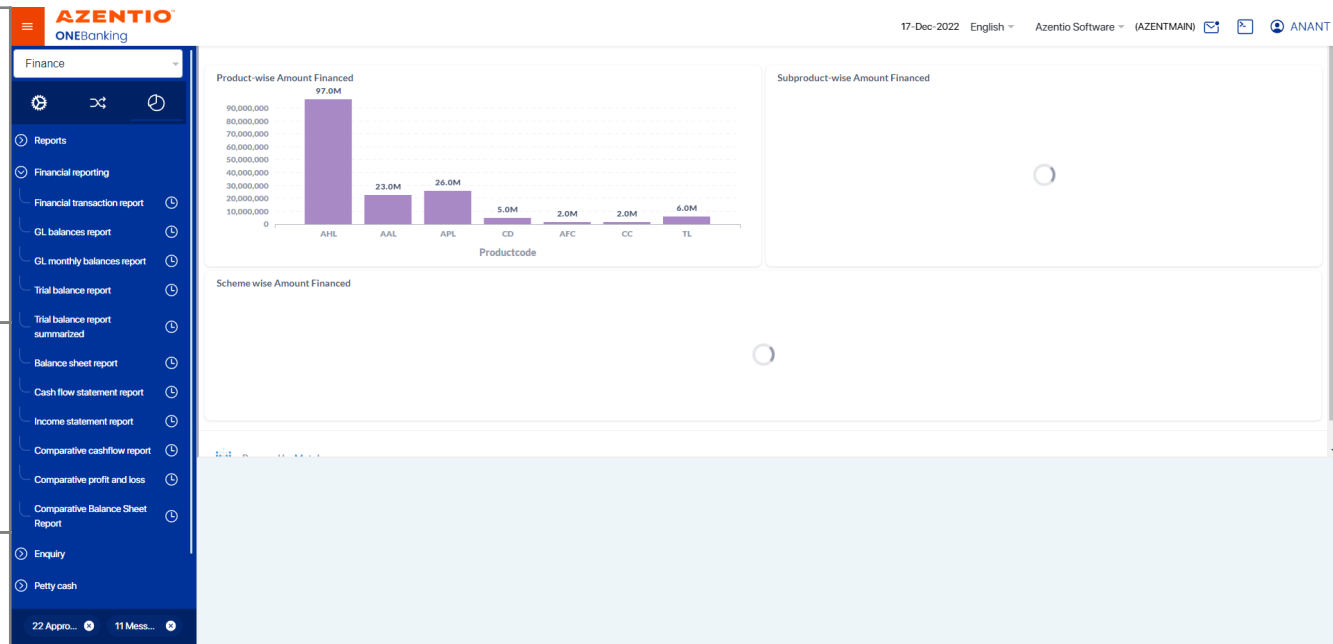 AZENTIO
ONEBanking
17-Dec-2022 English Azentio Software (AZENTMAIN) ANANT
Finance
Reports
Financial reporting
Financial transaction report
GL balances report
GL monthly balances report
Trial balance report
Trial balance report
summarized
Balance sheet report
Cash flow statement report
Income statement report
Comparative cashflow report
Comparative profit and loss
Comparative Balance Sheet
Report
Enquiry
Petty cash
22 Appro... 11 Mess...
Product-wise Amount Financed
97.0M
90,000,000
80,000,000
70,000,000
60,000,000
50,000,000
40,000,000
30,000,000
20,000,000
10,000,000
0
23.0M
26.0M
5.0M
2.0M
2.0M
6.0M
AHL AAL APL CD AFC CC TL
Productcode
Subproduct-wise Amount Financed
Scheme wise Amount Financed